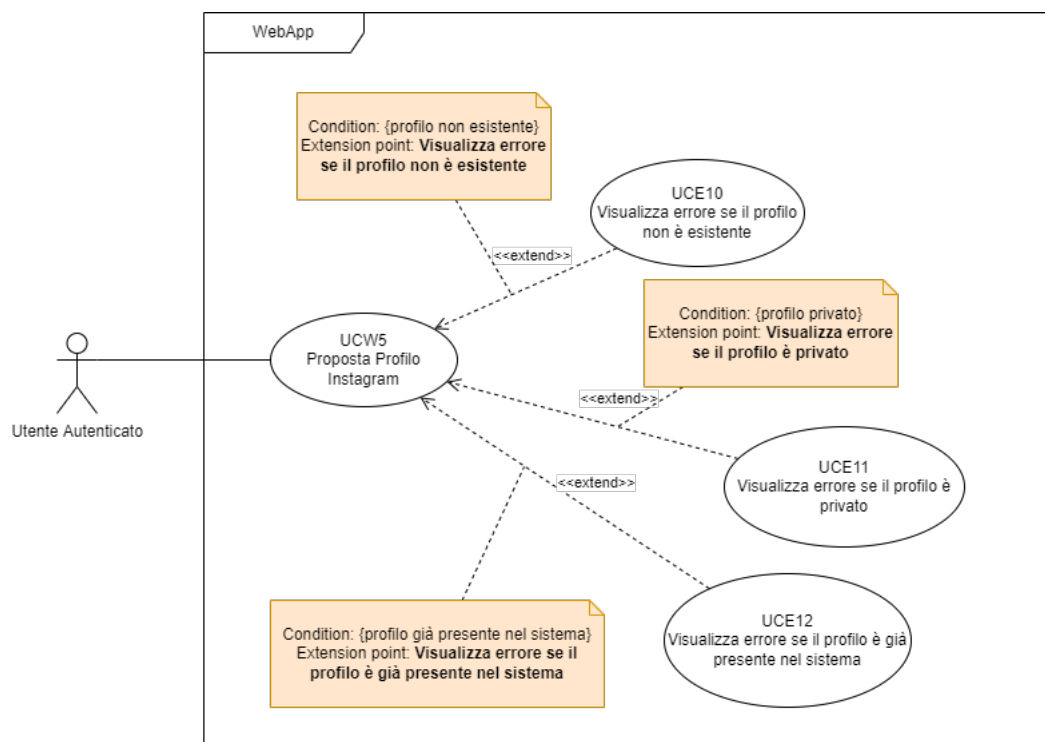 WebApp
Condition: {profilo non esistente}
Extension point: Visualizza errore
se il profilo non è esistente
UCE10
Visualizza errore se il profilo
non è esistente
<<extend>>
Condition: {profilo privato}
Extension point: Visualizza errore
se il profilo è privato
UCW5
Proposta Profilo
Instagram
<<extend>>
Utente Autenticato
UCE11
Visualizza errore se il profilo è
privato
<<extend>>
Condition: {profilo già presente nel sistema}
Extension point: Visualizza errore se il
profilo è già presente nel sistema
UCE12
Visualizza errore se il profilo è già
presente nel sistema